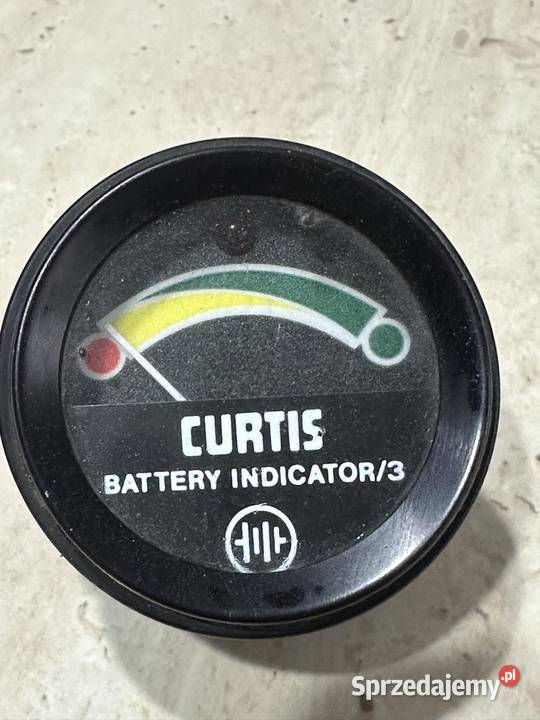 CURTIS
BATTERY INDICATOR/3
Sprzedajemy.pl